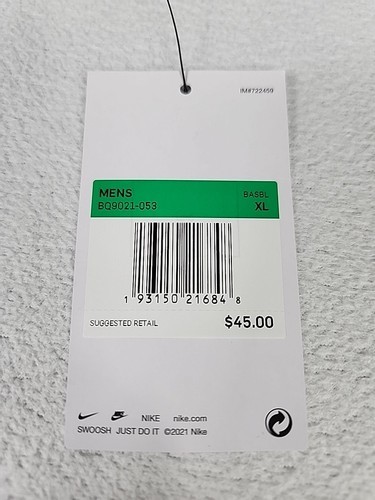 IM#722459
MENS BASBL
BQ9021-053 XL
1 93150 21684 8
SUGGESTED RETAIL $45.00
NIKE nike.com
SWOOSH JUST DO IT ©2021 Nike